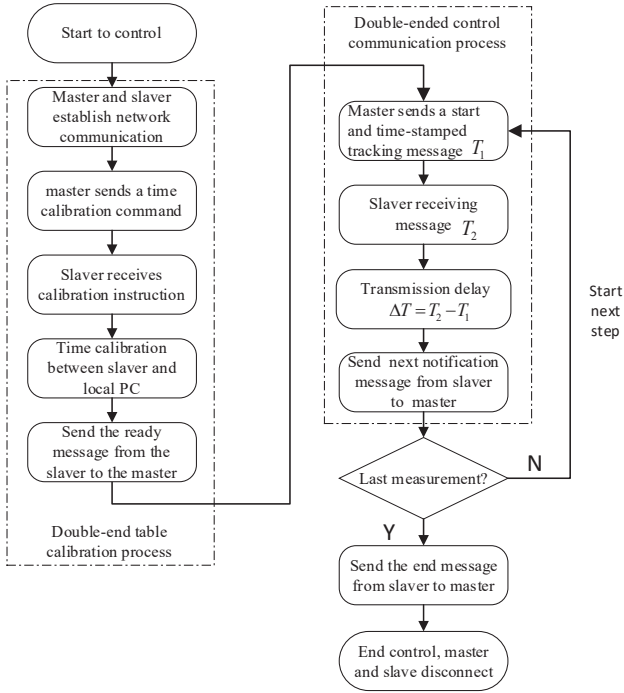 Start to control
Master and slaver
establish network
communication
master sends a time
calibration command
Slaver receives
calibration instruction
Time calibration
between slaver and
local PC
Send the ready
message from the
slaver to the master
Double-end table
calibration process
Double-ended control
communication process
Master sends a start
and time-stamped
tracking message T₁
Slaver receiving
message T₂
Transmission delay
ΔT = T₂ − T₁
Send next notification
message from slaver
to master
Last measurement?
N
Start
next
step
Y
Send the end message
from slaver to master
End control, master
and slave disconnect